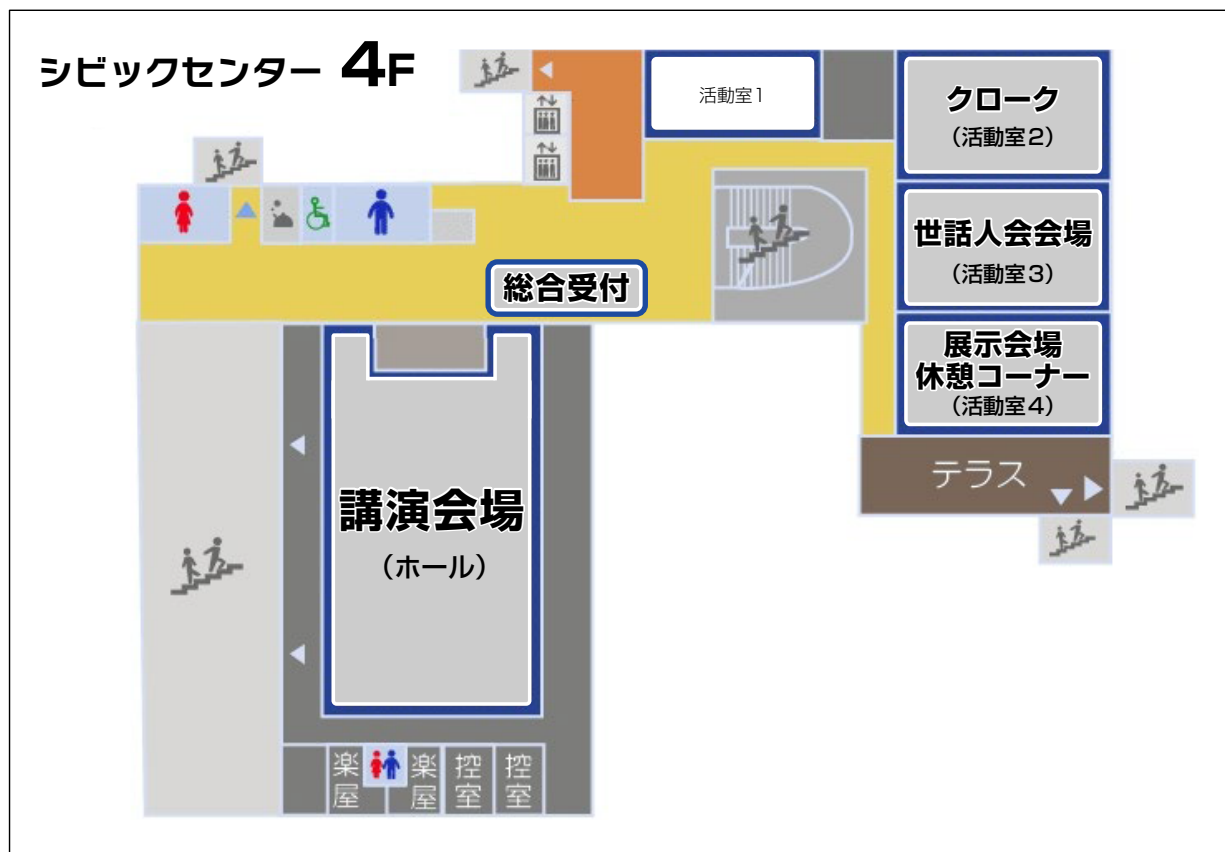 シビックセンター 4F
活動室1
クローク
（活動室2）
世話人会会場
（活動室3）
総合受付
展示会場
休憩コーナー
（活動室4）
テラス
講演会場
（ホール）
楽屋
楽屋
控室
控室